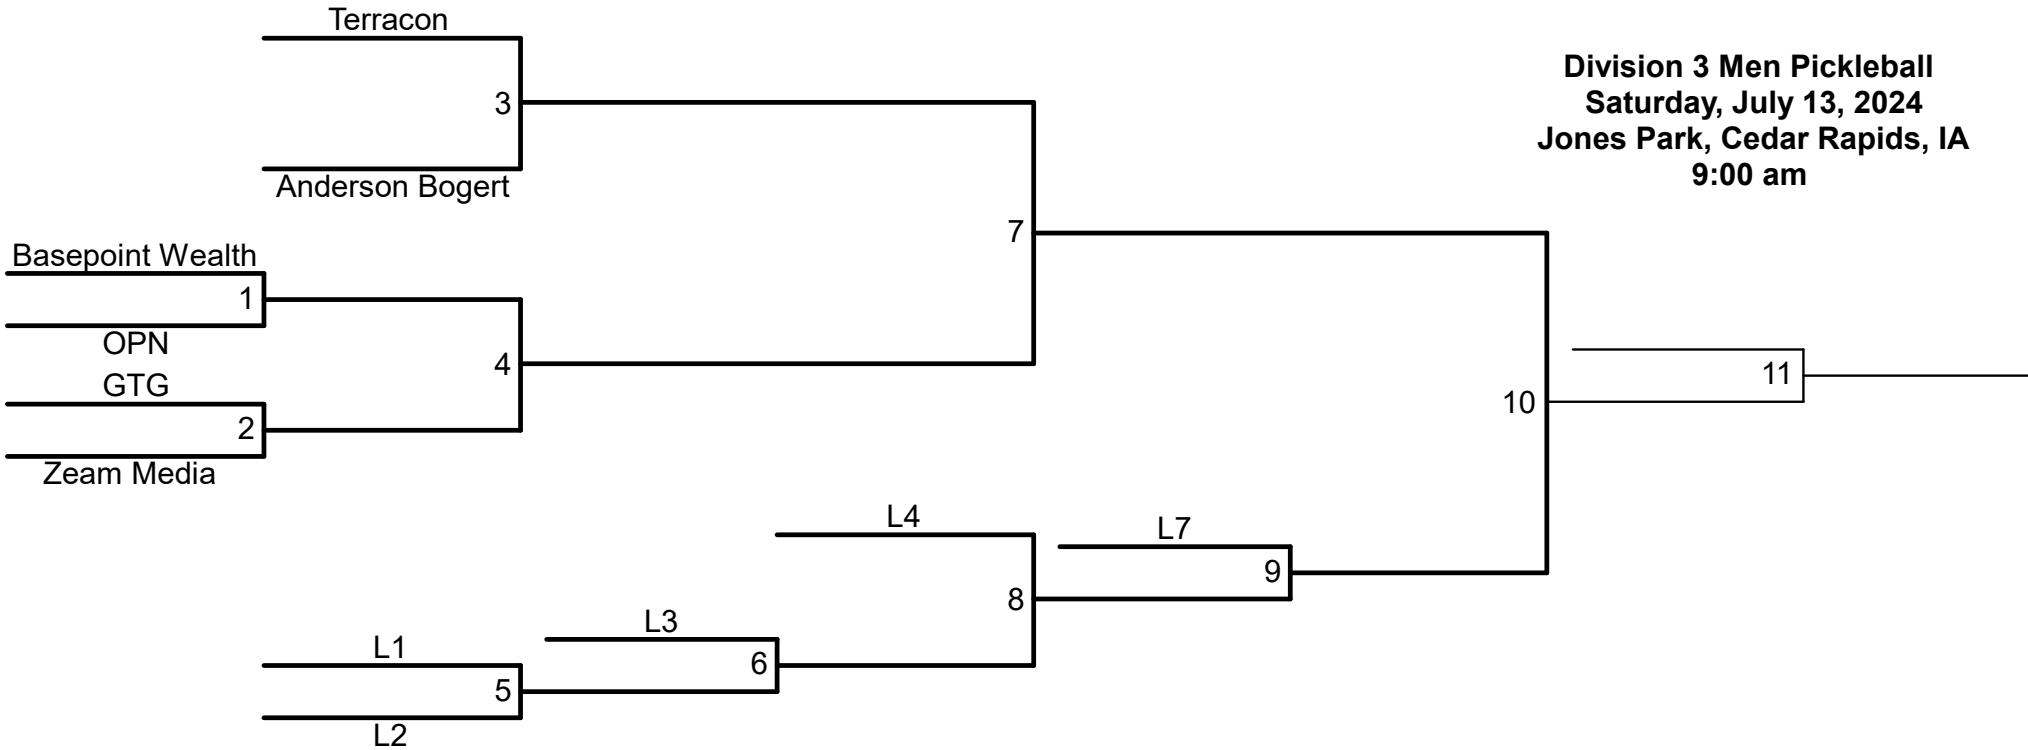 Terracon
Division 3 Men Pickleball
Saturday, July 13, 2024
Jones Park, Cedar Rapids, IA
9:00 am
3
Anderson Bogert
7
Basepoint Wealth
1
OPN
GTG
4
2
Zeam Media
11
10
L4
L7
9
8
L3
L1
6
5
L2